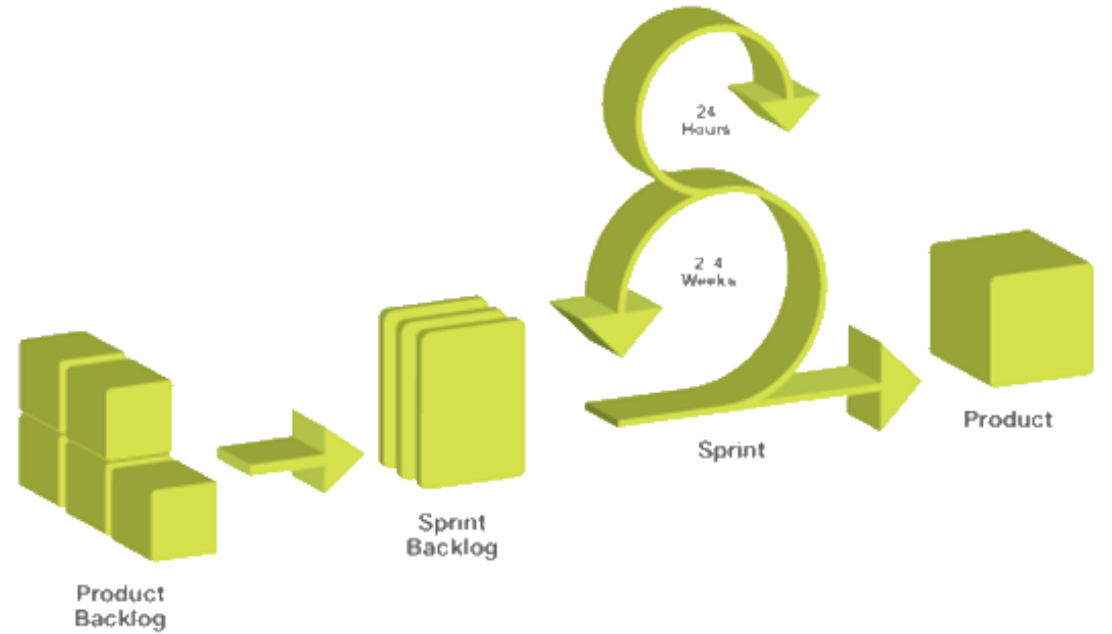 24
Hours
2 4
Weeks
Product
Sprint
Sprint
Backlog
Product
Backlog